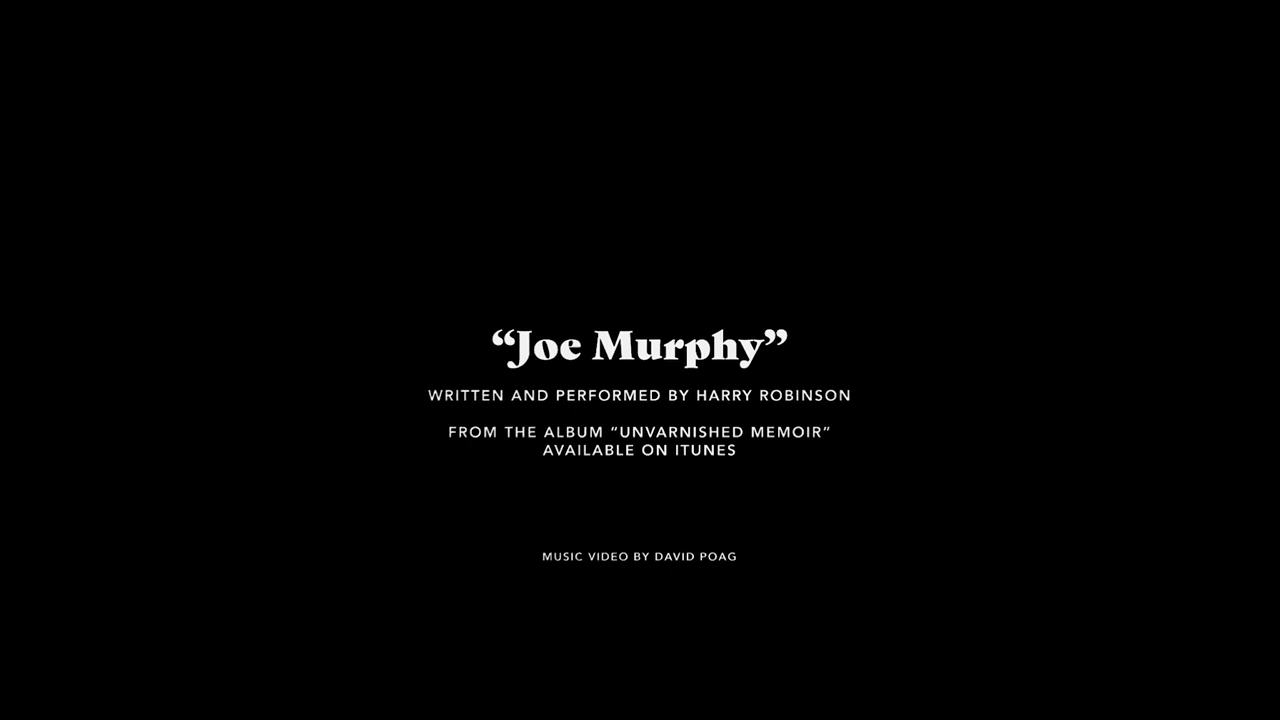 “Joe Murphy”
WRITTEN AND PERFORMED BY HARRY ROBINSON
FROM THE ALBUM “UNVARNISHED MEMOIR”
AVAILABLE ON ITUNES
MUSIC VIDEO BY DAVID POAG